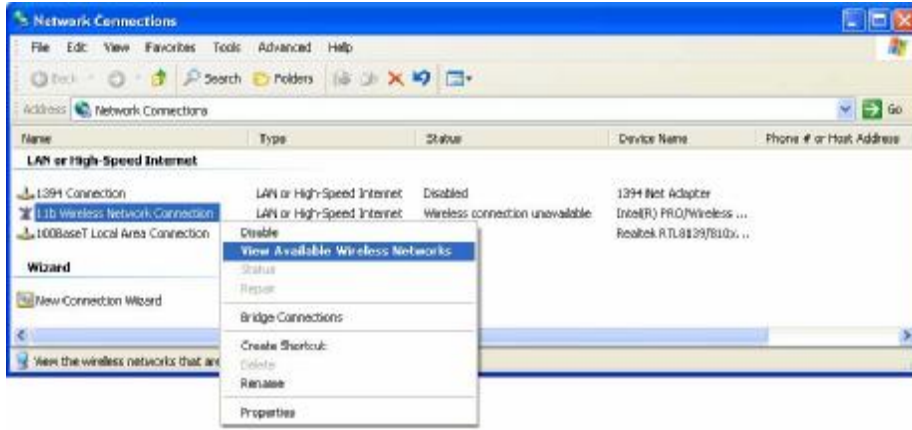 Network Connections
File Edit View Favorites Tools Advanced Help
Back Search Folders
Address Network Connections Go
Name Type Status Device Name Phone # or Host Address
LAN or High-Speed Internet
1394 Connection LAN or High-Speed Internet Disabled 1394 Net Adapter
11b Wireless Network Connection LAN or High-Speed Internet Wireless connection unavailable Intel(R) PRO/Wireless ...
100BaseT Local Area Connection Realtek RTL8139/810x...
Disable
View Available Wireless Networks
Status
Repair
Bridge Connections
Create Shortcut
Delete
Rename
Properties
Wizard
New Connection Wizard
View the wireless networks that are